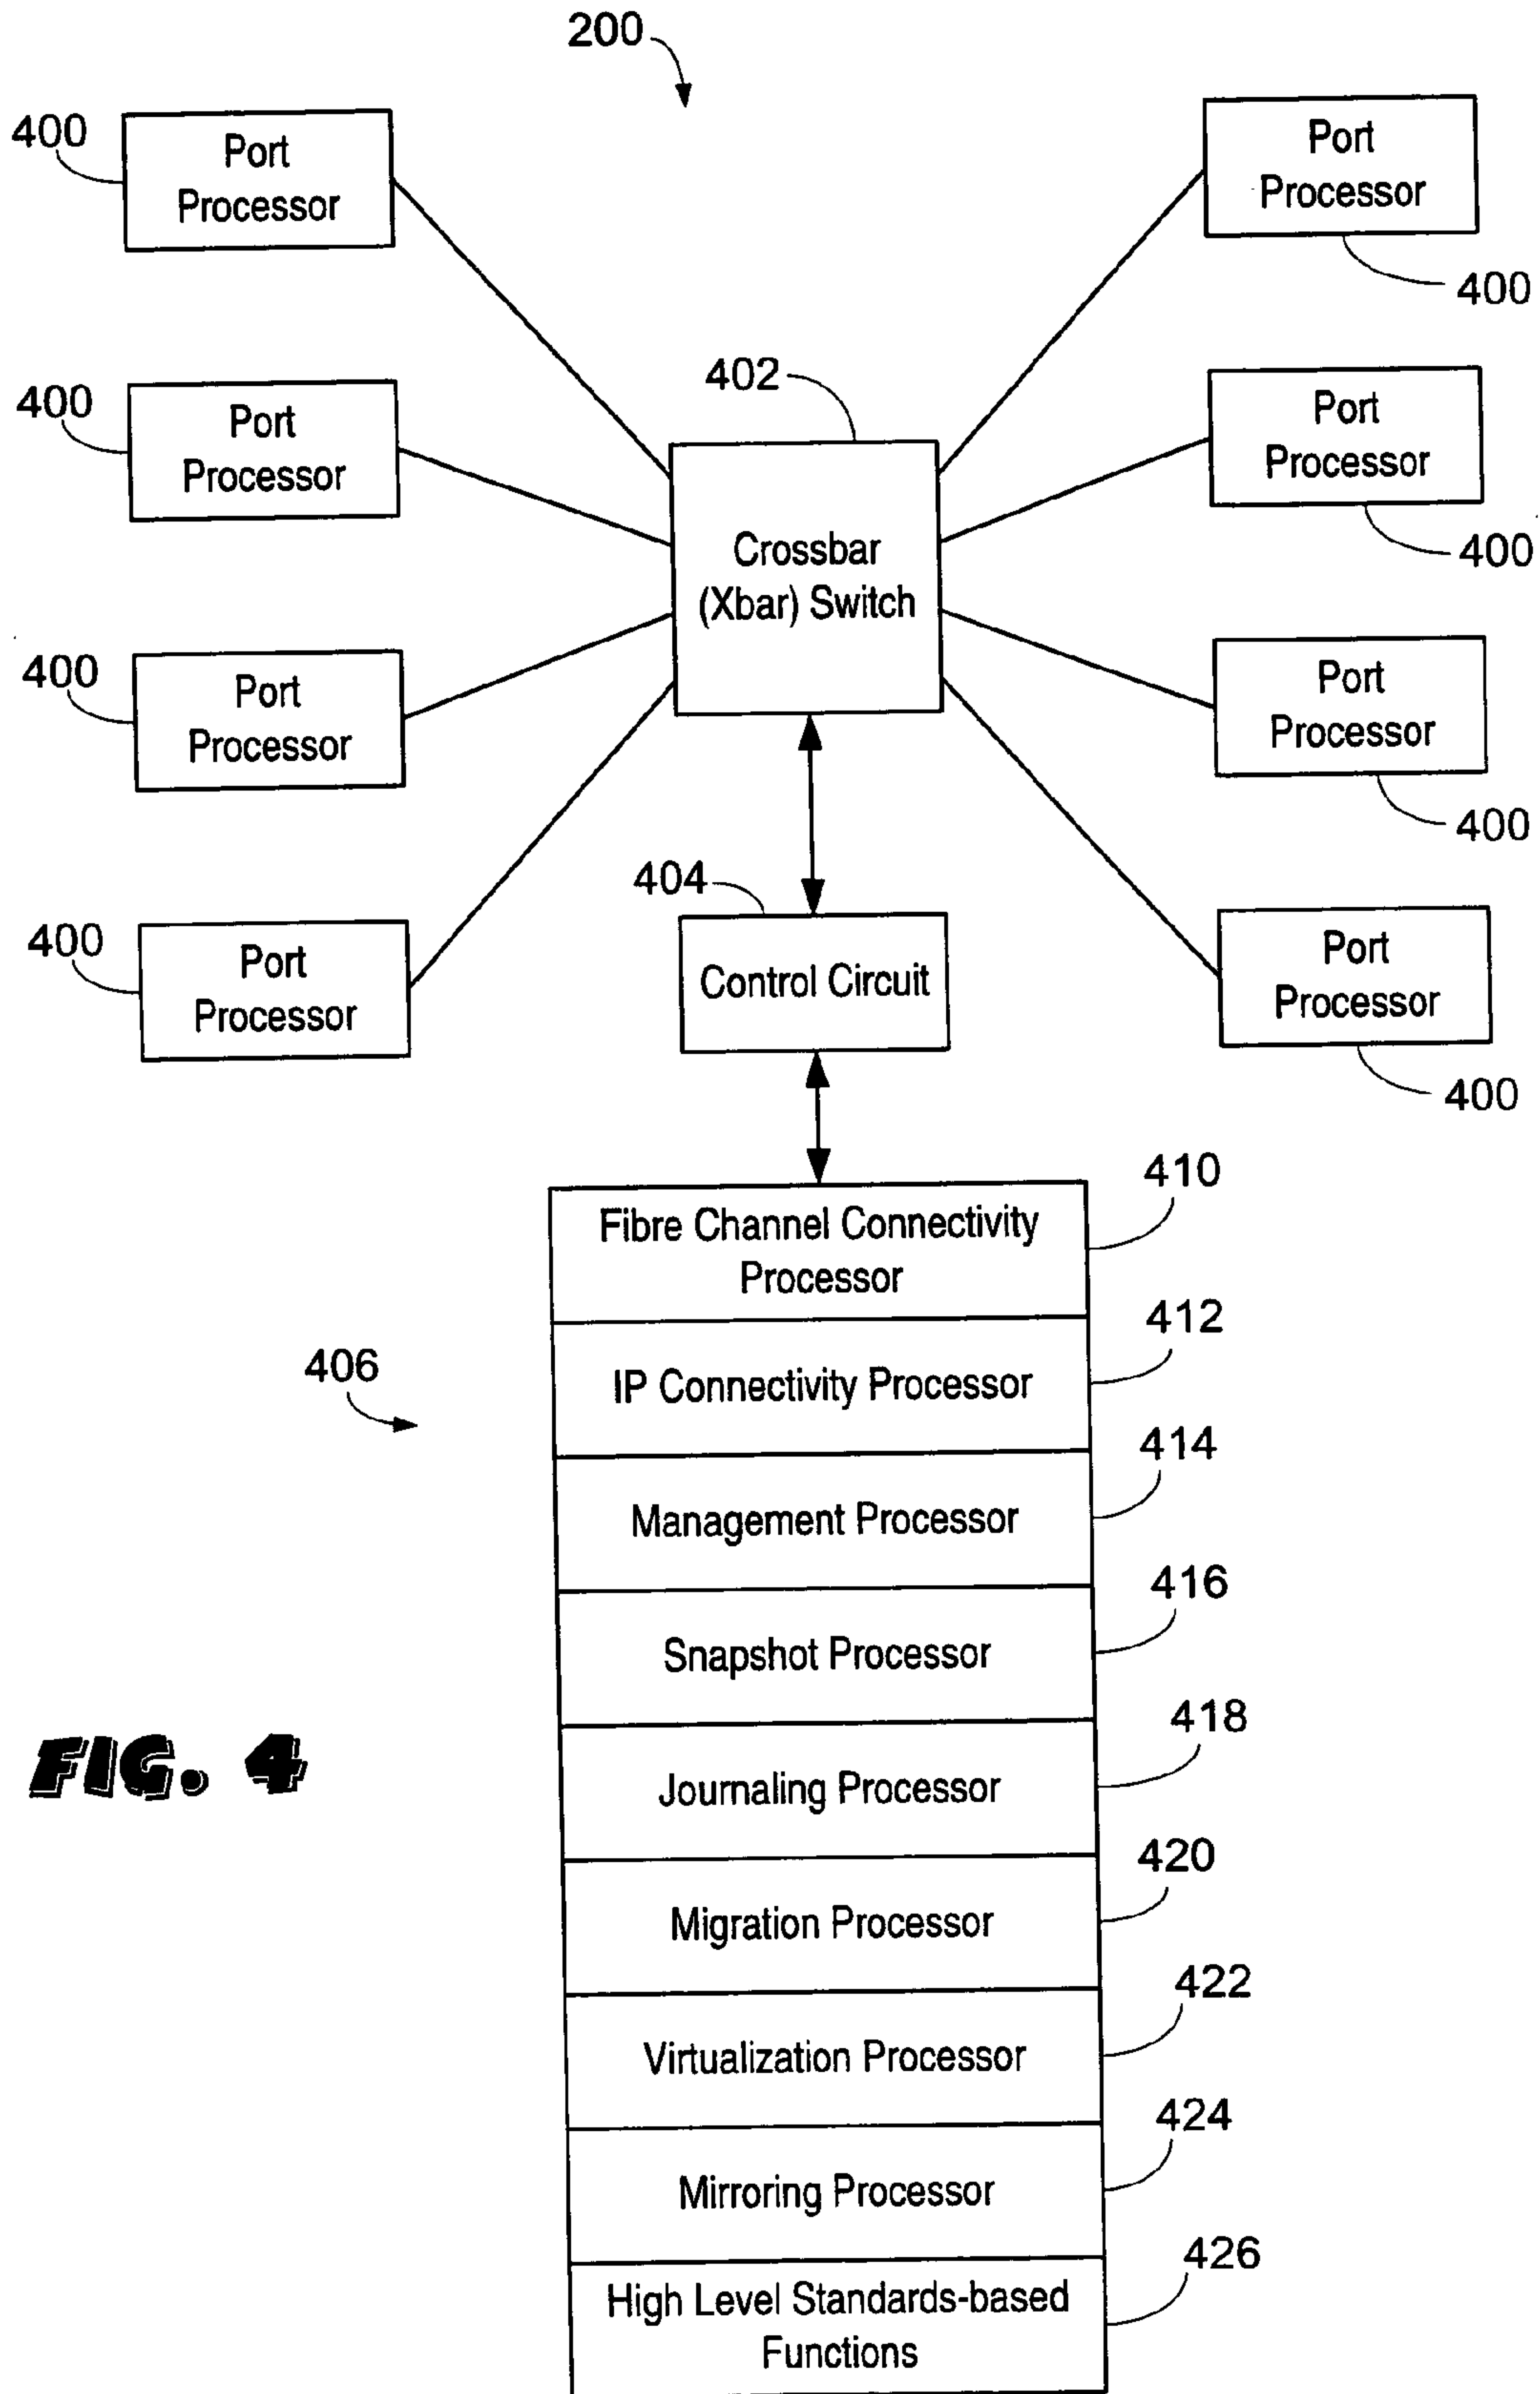 200
400
Port
Processor
Port
Processor
400
400
Port
Processor
402
Port
Processor
400
Crossbar
(Xbar) Switch
400
Port
Processor
Port
Processor
400
404
400
Port
Processor
Control Circuit
Port
Processor
400
410
Fibre Channel Connectivity
Processor
412
406
IP Connectivity Processor
414
Management Processor
416
Snapshot Processor
418
FIG. 4
Journaling Processor
420
Migration Processor
422
Virtualization Processor
424
Mirroring Processor
426
High Level Standards-based
Functions